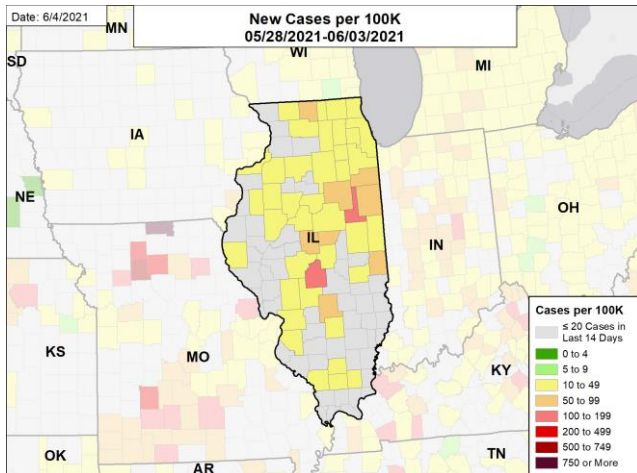 Date: 6/4/2021
New Cases per 100K
05/28/2021-06/03/2021
MN
SD
WI
MI
IA
NE
IL
IN
OH
KS
MO
KY
OK
AR
TN
Cases per 100K
≤ 20 Cases in
Last 14 Days
0 to 4
5 to 9
10 to 49
50 to 99
100 to 199
200 to 499
500 to 749
750 or More